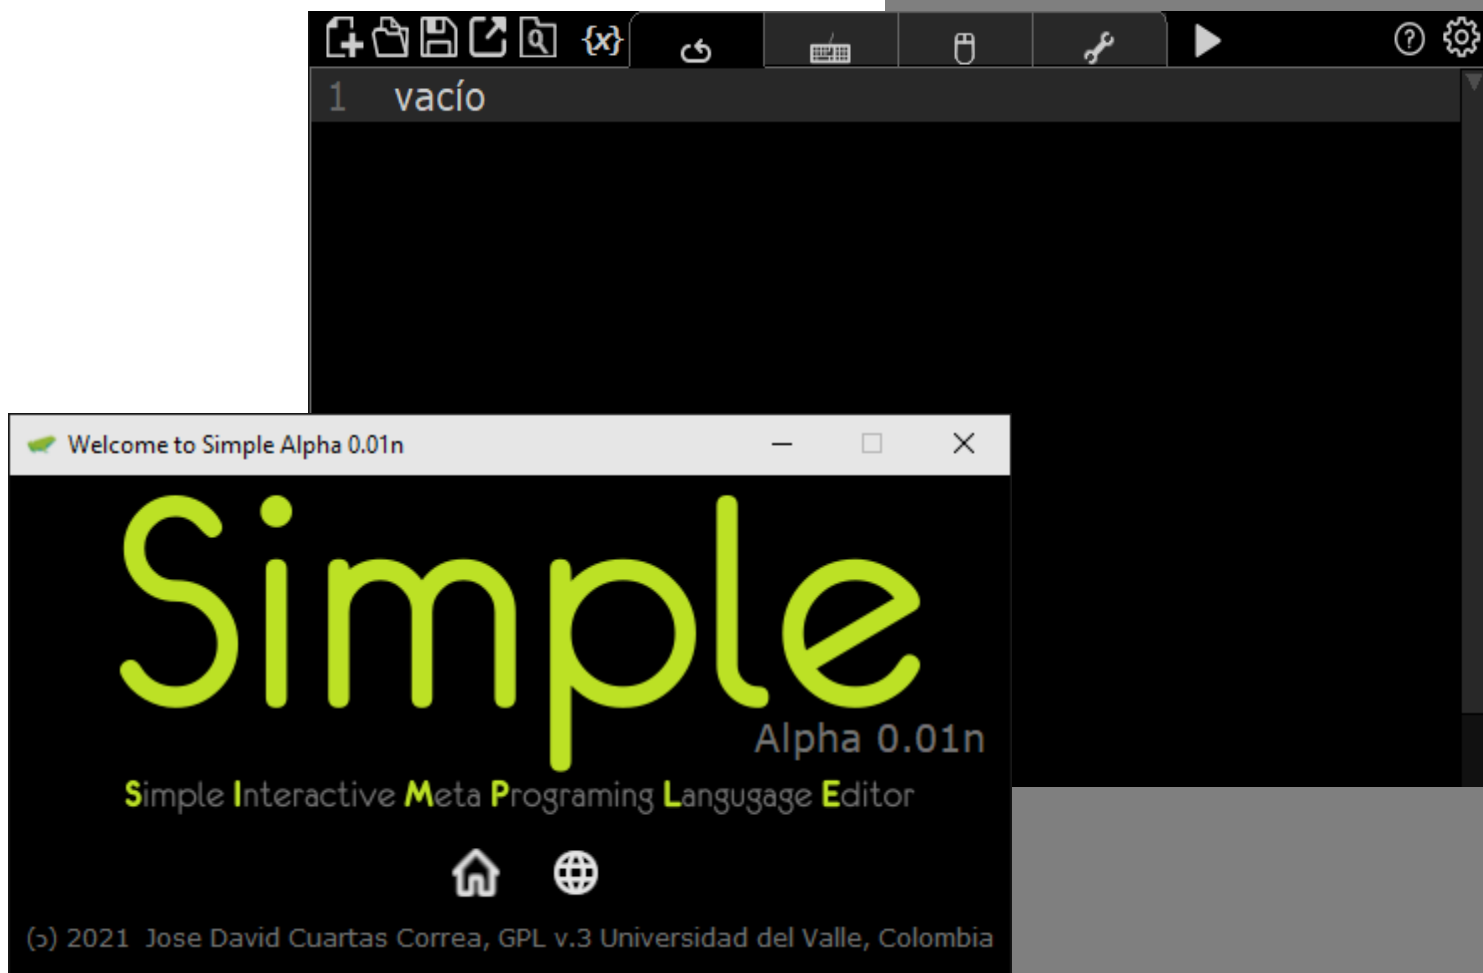 {x}
1 vacío
Welcome to Simple Alpha 0.01n
Simple
Alpha 0.01n
Simple Interactive Meta Programing Langugage Editor
(ɔ) 2021 Jose David Cuartas Correa, GPL v.3 Universidad del Valle, Colombia